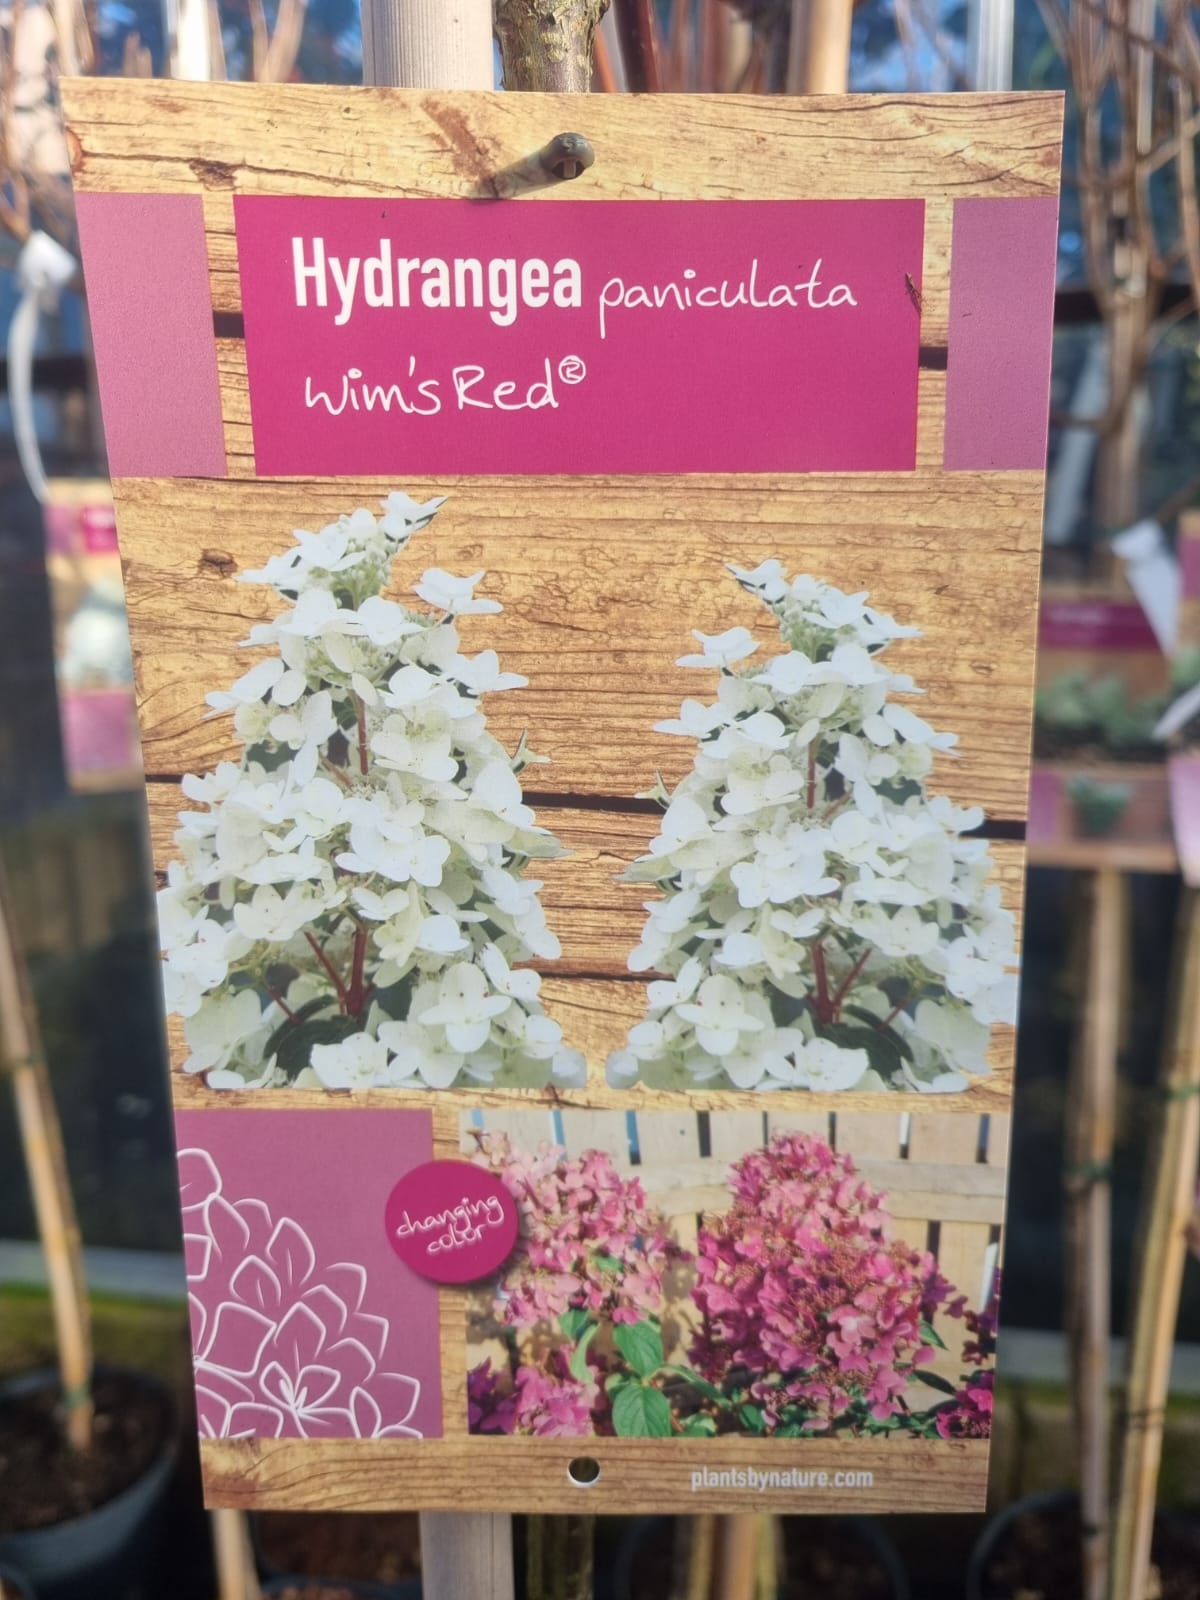 Hydrangea paniculata
Wim's Red®
changing
color
plantsbynature.com